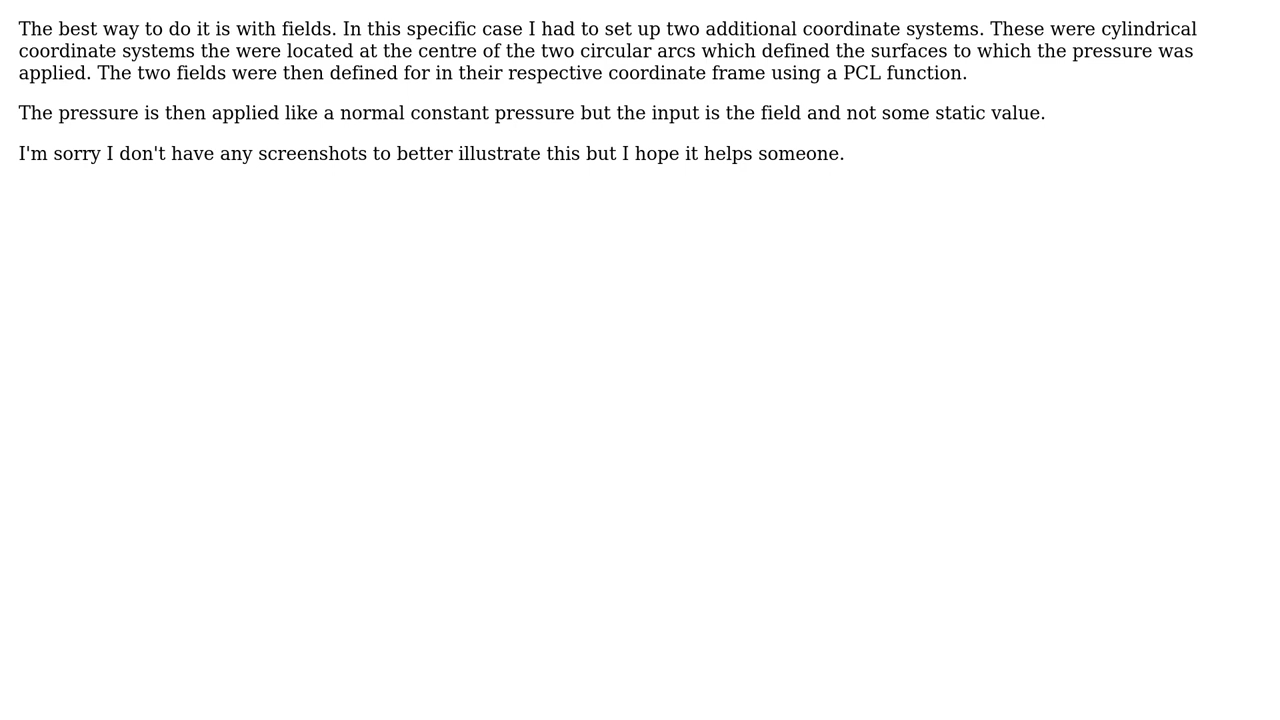 The best way to do it is with fields. In this specific case I had to set up two additional coordinate systems. These were cylindrical
coordinate systems the were located at the centre of the two circular arcs which defined the surfaces to which the pressure was
applied. The two fields were then defined for in their respective coordinate frame using a PCL function.
The pressure is then applied like a normal constant pressure but the input is the field and not some static value.
I'm sorry I don't have any screenshots to better illustrate this but I hope it helps someone.